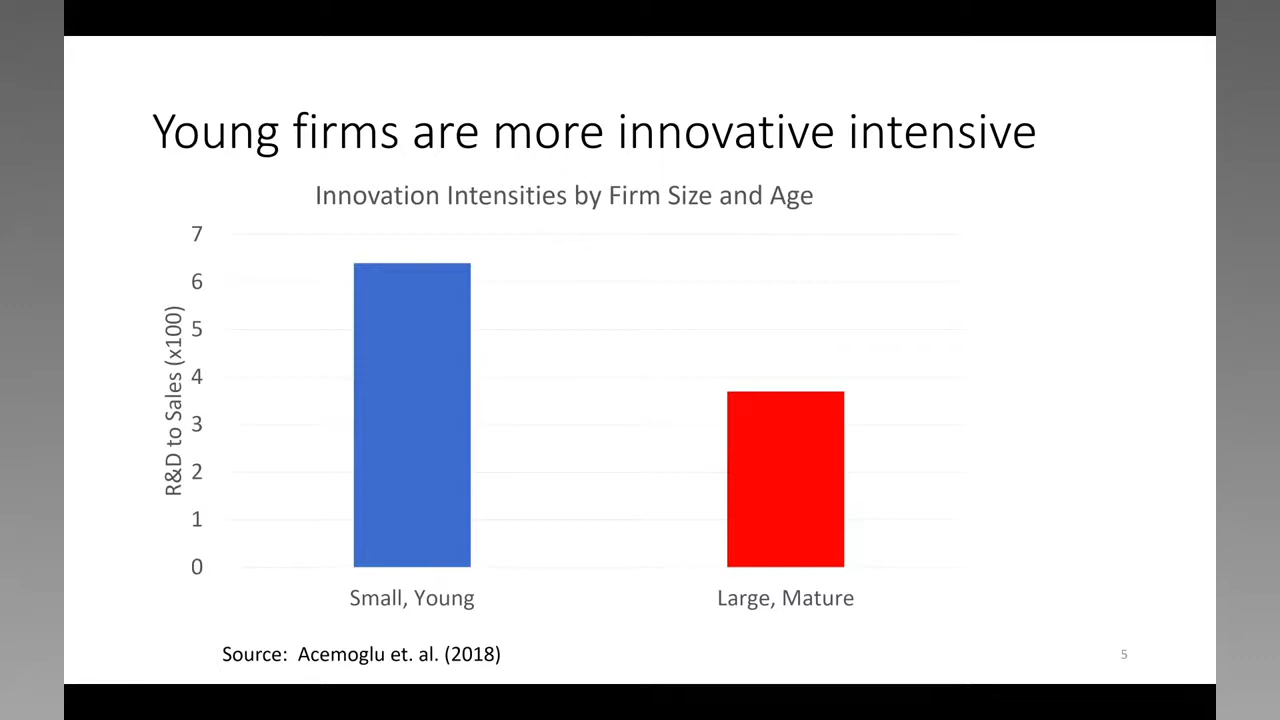 Young firms are more innovative intensive
Innovation Intensities by Firm Size and Age
7
6
5
4
3
2
1
0
R&D to Sales (x100)
Small, Young
Large, Mature
Source: Acemoglu et. al. (2018)
5